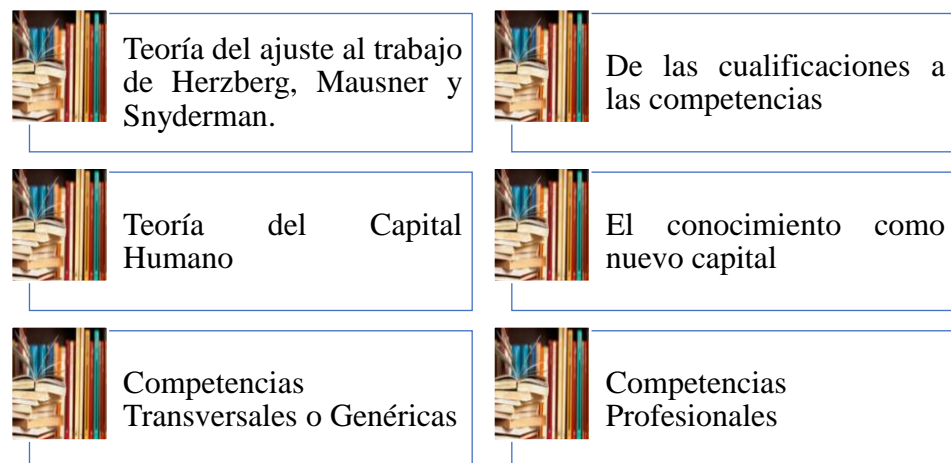 Teoría del ajuste al trabajo
de Herzberg, Mausner y
Snyderman.
De las cualificaciones a
las competencias
Teoría del Capital
Humano
El conocimiento como
nuevo capital
Competencias
Transversales o Genéricas
Competencias
Profesionales